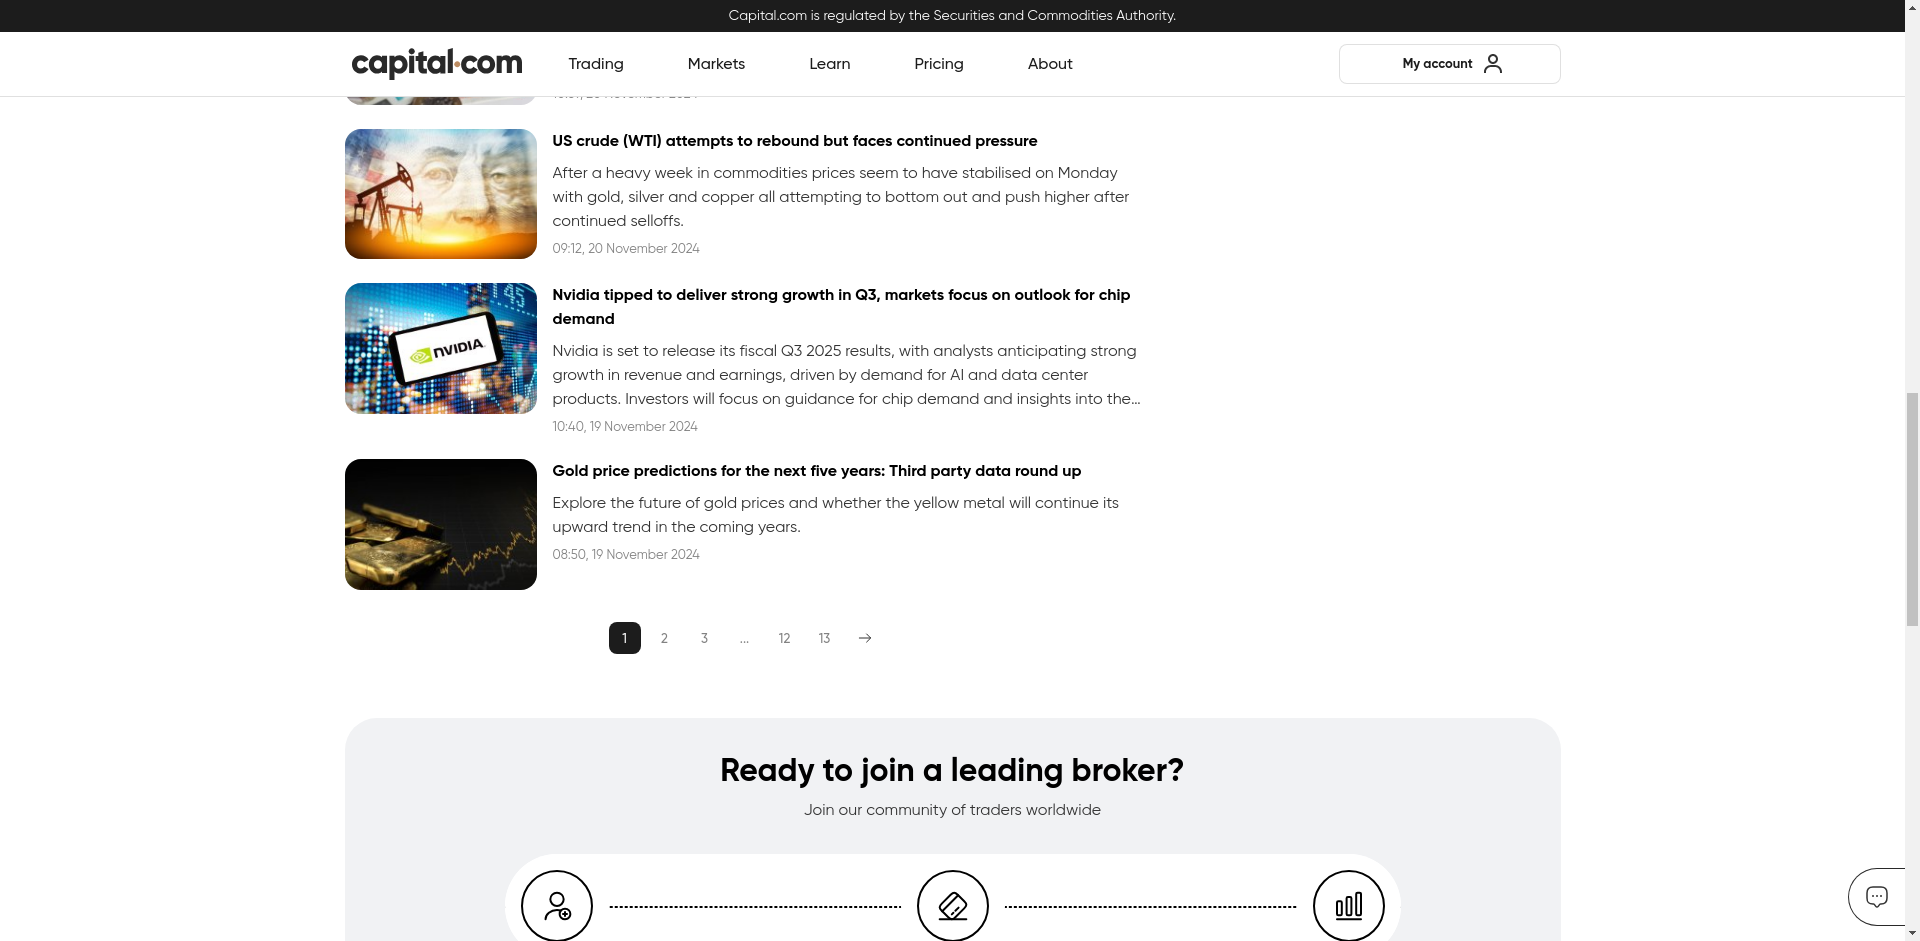 Capital.com is regulated by the Securities and Commodities Authority.
capital.com
Trading
Markets
Learn
Pricing
About
My account
US crude (WTI) attempts to rebound but faces continued pressure
After a heavy week in commodities prices seem to have stabilised on Monday
with gold, silver and copper all attempting to bottom out and push higher after
continued selloffs.
09:12, 20 November 2024
NVIDIA
Nvidia tipped to deliver strong growth in Q3, markets focus on outlook for chip
demand
Nvidia is set to release its fiscal Q3 2025 results, with analysts anticipating strong
growth in revenue and earnings, driven by demand for AI and data center
products. Investors will focus on guidance for chip demand and insights into the...
10:40, 19 November 2024
Gold price predictions for the next five years: Third party data round up
Explore the future of gold prices and whether the yellow metal will continue its
upward trend in the coming years.
08:50, 19 November 2024
1 2 3 ... 12 13
Ready to join a leading broker?
Join our community of traders worldwide